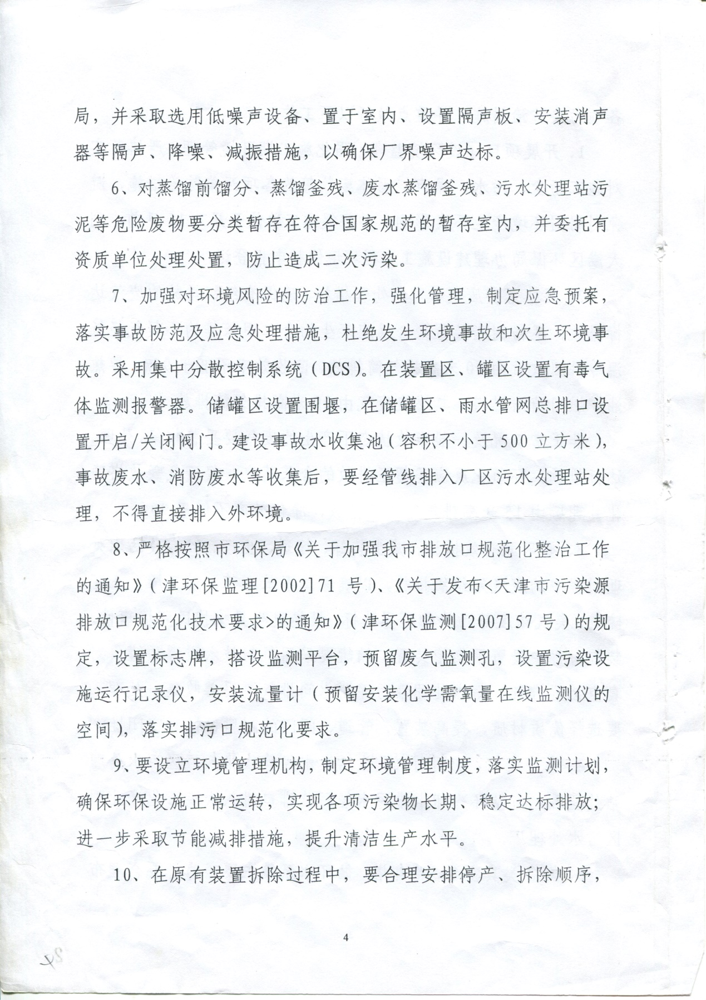 局，并采取选用低噪声设备、置于室内、设置隔声板、安装消声
器等隔声、降噪、减振措施，以确保厂界噪声达标。
6、对蒸馏前馏分、蒸馏釜残、废水蒸馏釜残、污水处理站污
泥等危险废物要分类暂存在符合国家规范的暂存室内，并委托有
资质单位处理处置，防止造成二次污染。
7、加强对环境风险的防治工作，强化管理，制定应急预案，
落实事故防范及应急处理措施，杜绝发生环境事故和次生环境事
故。采用集中分散控制系统（DCS）。在装置区、罐区设置有毒气
体监测报警器。储罐区设置围堰，在储罐区、雨水管网总排口设
置开启/关闭阀门。建设事故水收集池（容积不小于500立方米），
事故废水、消防废水等收集后，要经管线排入厂区污水处理站处
理，不得直接排入外环境。
8、严格按照市环保局《关于加强我市排放口规范化整治工作
的通知》（津环保监理[2002]71 号）、《关于发布<天津市污染源
排放口规范化技术要求>的通知》（津环保监测[2007]57号）的规
定，设置标志牌，搭设监测平台，预留废气监测孔，设置污染设
施运行记录仪，安装流量计（预留安装化学需氧量在线监测仪的
空间），落实排污口规范化要求。
9、要设立环境管理机构，制定环境管理制度，落实监测计划，
确保环保设施正常运转，实现各项污染物长期、稳定达标排放；
进一步采取节能减排措施，提升清洁生产水平。
10、在原有装置拆除过程中，要合理安排停产、拆除顺序，
4